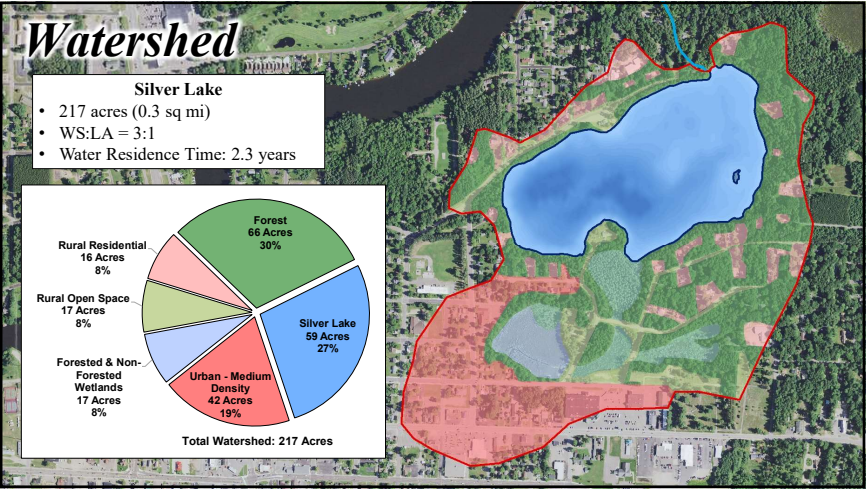 Watershed
Silver Lake
• 217 acres (0.3 sq mi)
• WS:LA = 3:1
• Water Residence Time: 2.3 years
Forest
66 Acres
30%
Rural Residential
16 Acres
8%
Rural Open Space
17 Acres
8%
Silver Lake
59 Acres
27%
Forested & Non-
Forested
Wetlands
17 Acres
8%
Urban - Medium
Density
42 Acres
19%
Total Watershed: 217 Acres